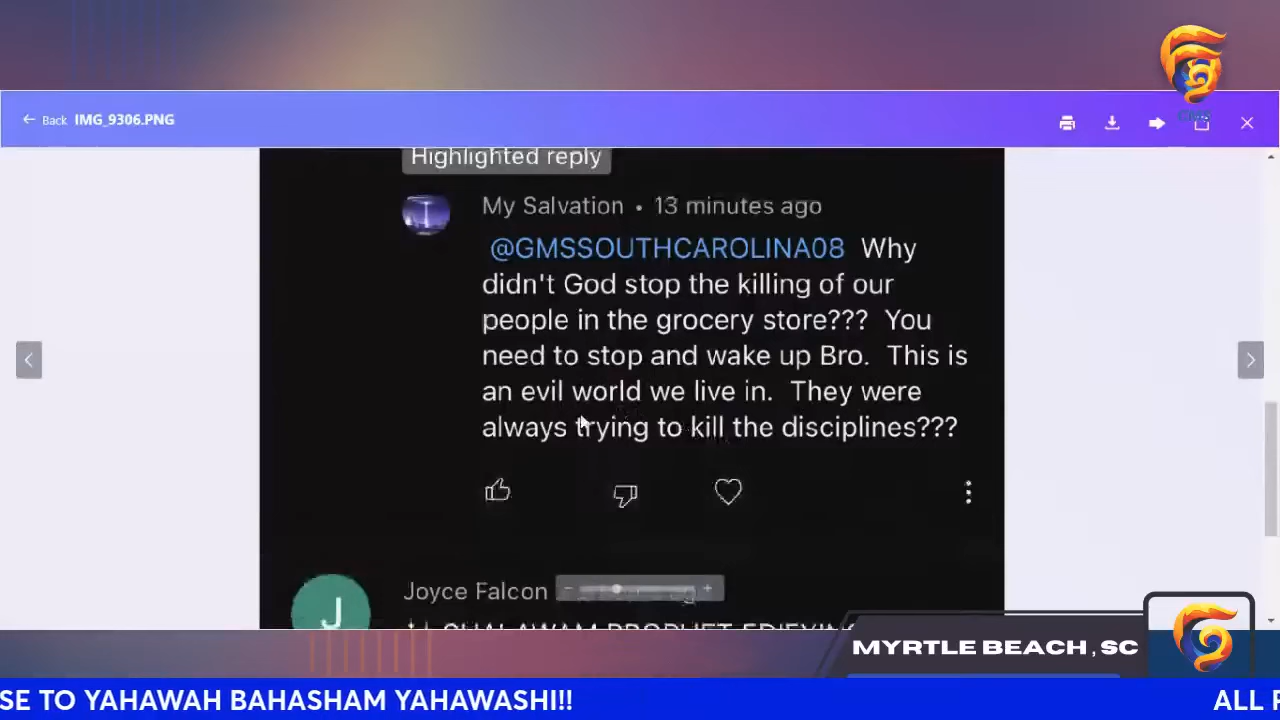 ← Back IMG_9306.PNG
Highlighted reply
My Salvation • 13 minutes ago
@GMSSOUTHCAROLINA08 Why
didn't God stop the killing of our
people in the grocery store??? You
need to stop and wake up Bro. This is
an evil world we live in. They were
always trying to kill the disciplines???
J
Joyce Falcon
MYRTLE BEACH , SC
SE TO YAHAWAH BAHASHAM YAHAWASHI!!
ALL